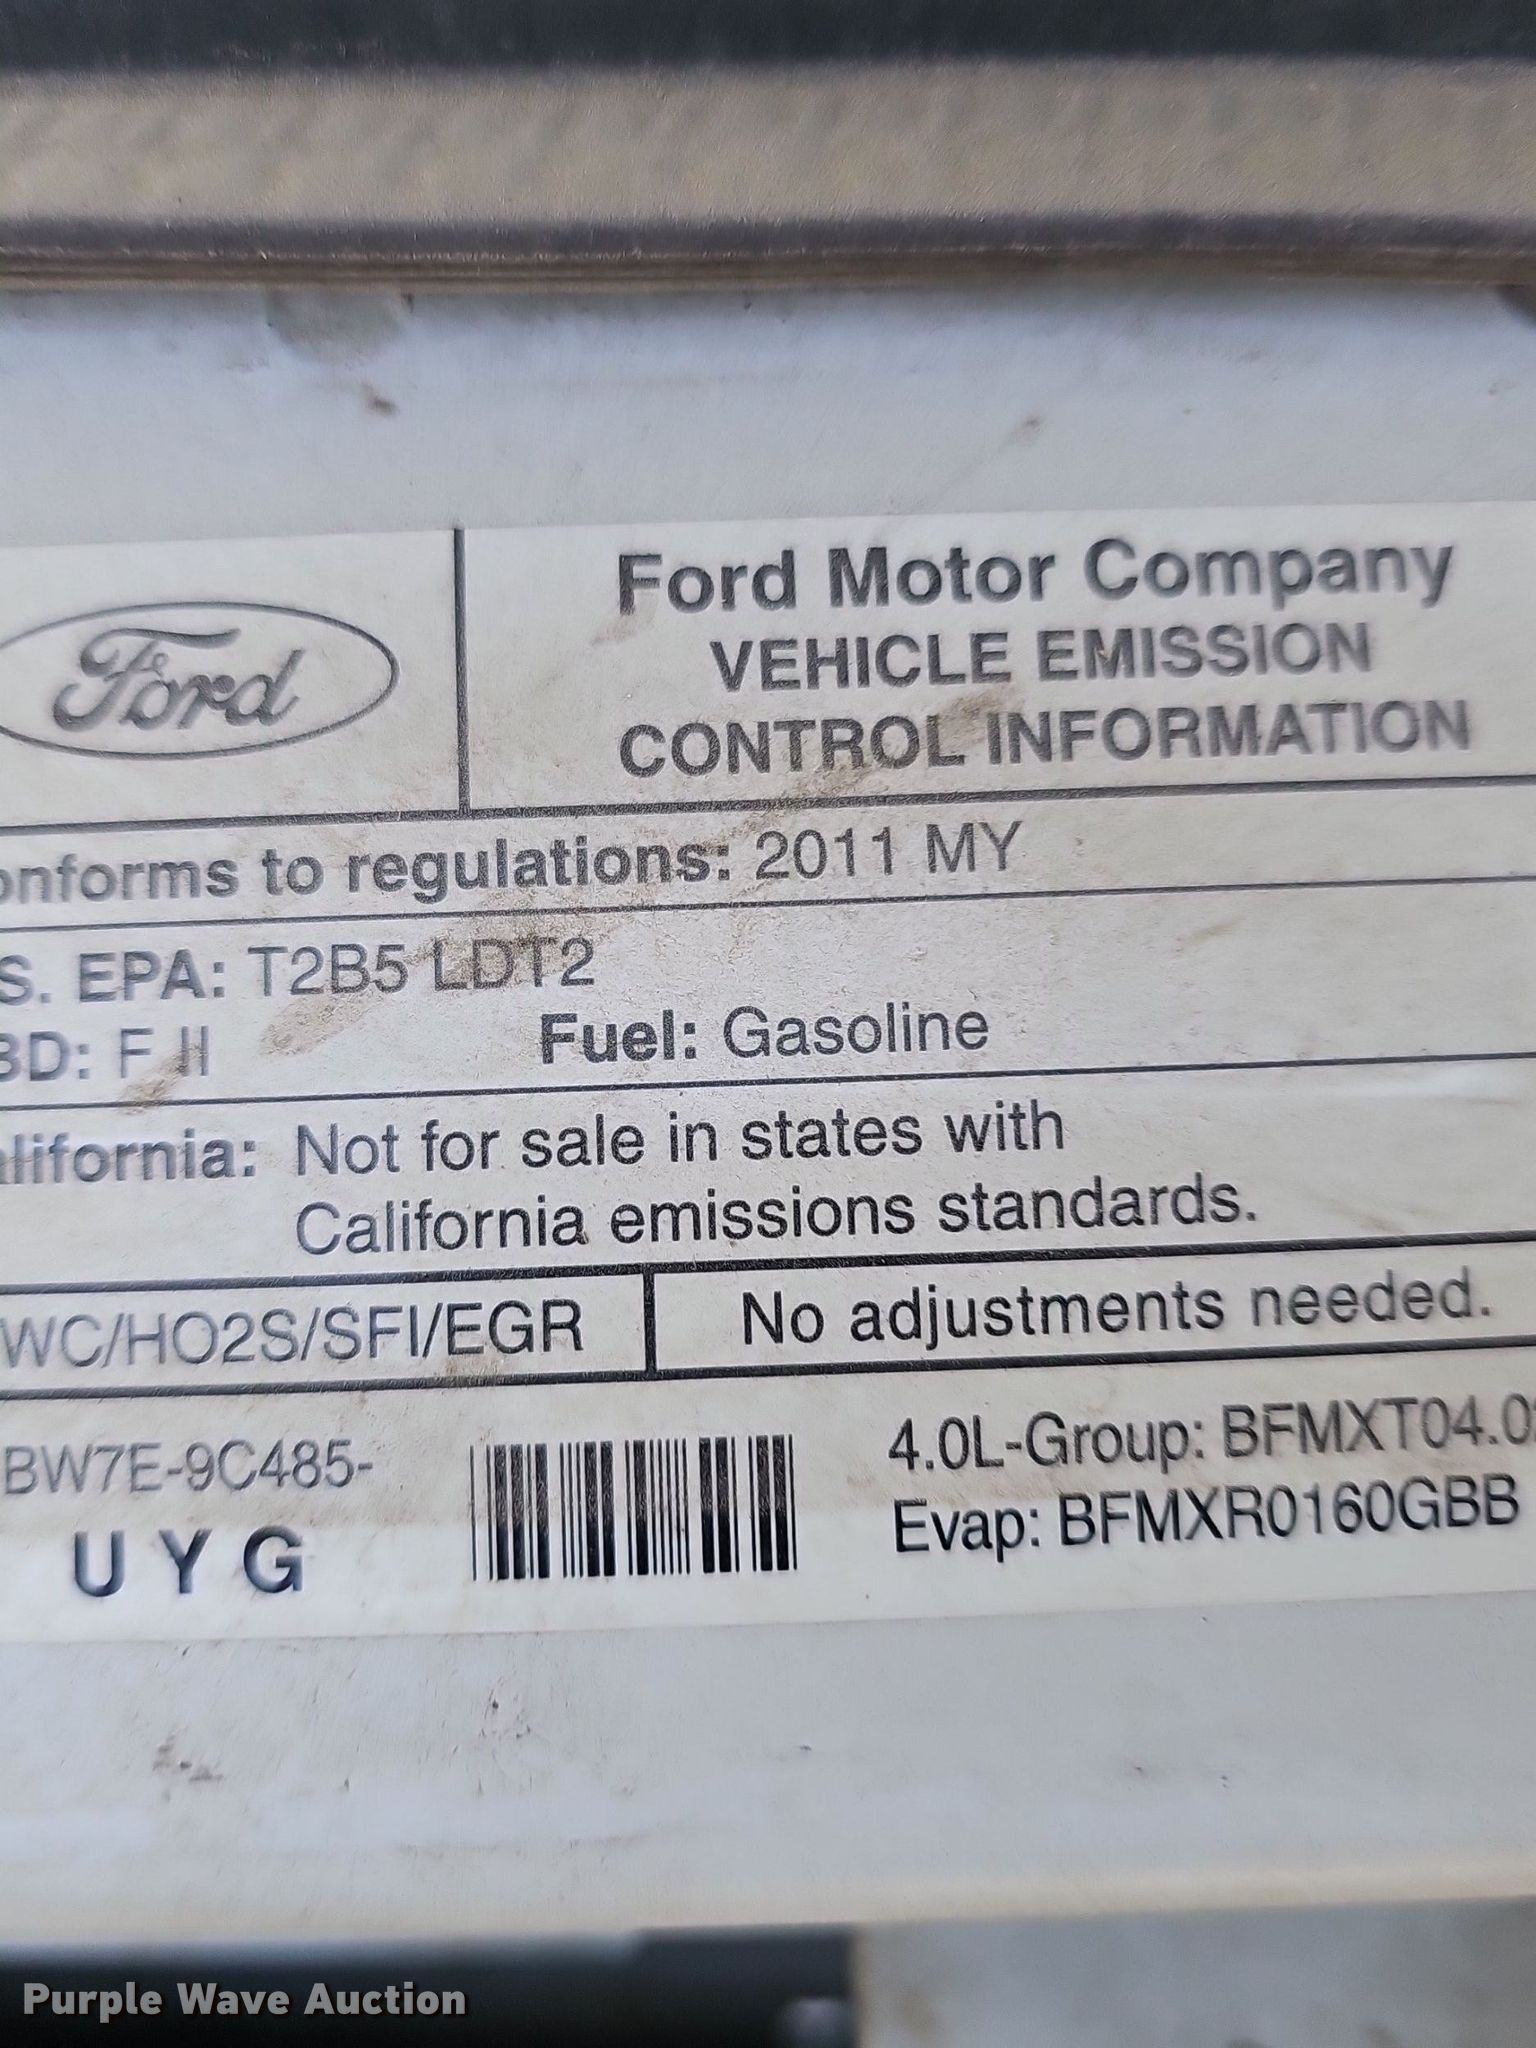 Ford
Ford Motor Company
VEHICLE EMISSION
CONTROL INFORMATION
onforms to regulations: 2011 MY
S. EPA: T2B5 LDT2
BD: F II Fuel: Gasoline
alifornia: Not for sale in states with
California emissions standards.
WC/HO2S/SFI/EGR No adjustments needed.
BW7E-9C485-
U Y G
4.0L-Group: BFMXT04.02
Evap: BFMXR0160GBB
Purple Wave Auction